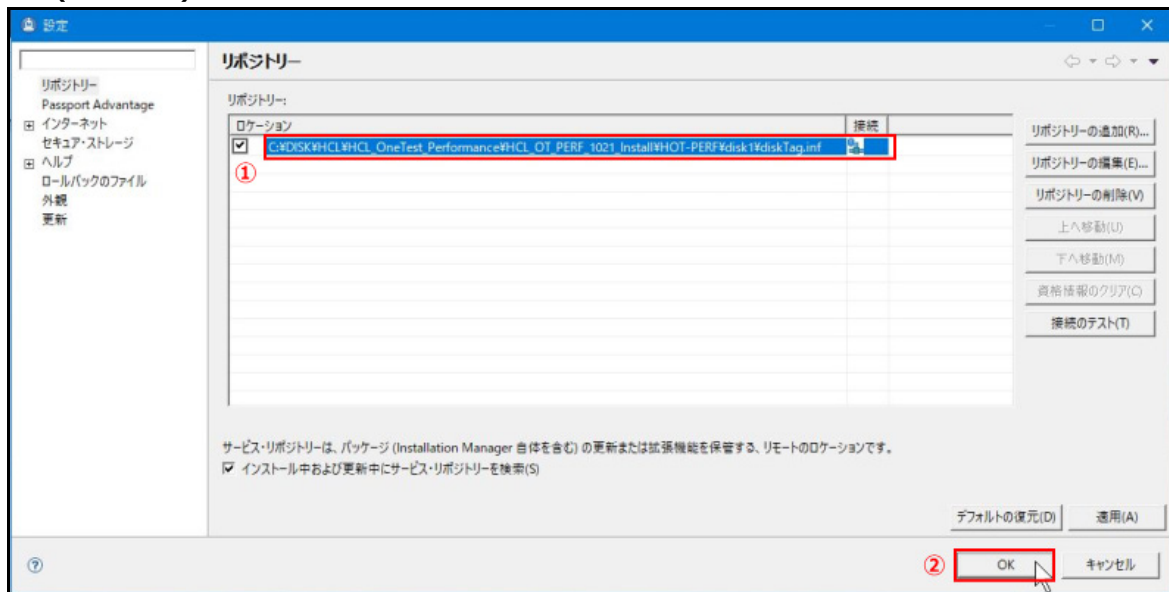 設定
リポジトリー
Passport Advantage
インターネット
セキュア・ストレージ
ヘルプ
ロールバックのファイル
外観
更新
リポジトリー
リポジトリー:
ロケーション 接続
C:¥DISK¥HCL¥HCL_OneTest_Performance¥HCL_OT_PERF_1021_Install¥HOT-PERF¥disk1¥diskTag.inf
①
リポジトリーの追加(R)...
リポジトリーの編集(E)...
リポジトリーの削除(V)
上へ移動(U)
下へ移動(M)
資格情報のクリア(C)
接続のテスト(T)
サービス・リポジトリーは、パッケージ (Installation Manager 自体を含む) の更新または拡張機能を保管する、リモートのロケーションです。
インストール中および更新中にサービス・リポジトリーを検索(S)
デフォルトの復元(D) 適用(A)
② OK キャンセル